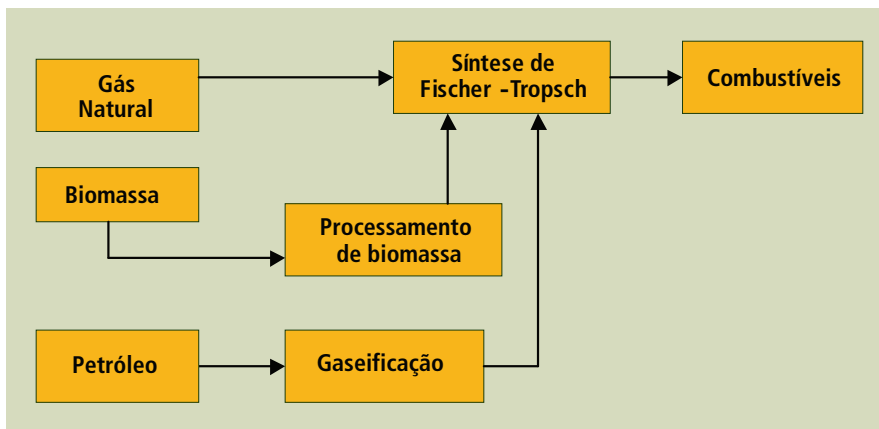 Gás
Natural
Síntese de
Fischer -Tropsch
Combustíveis
Biomassa
Processamento
de biomassa
Petróleo
Gaseificação